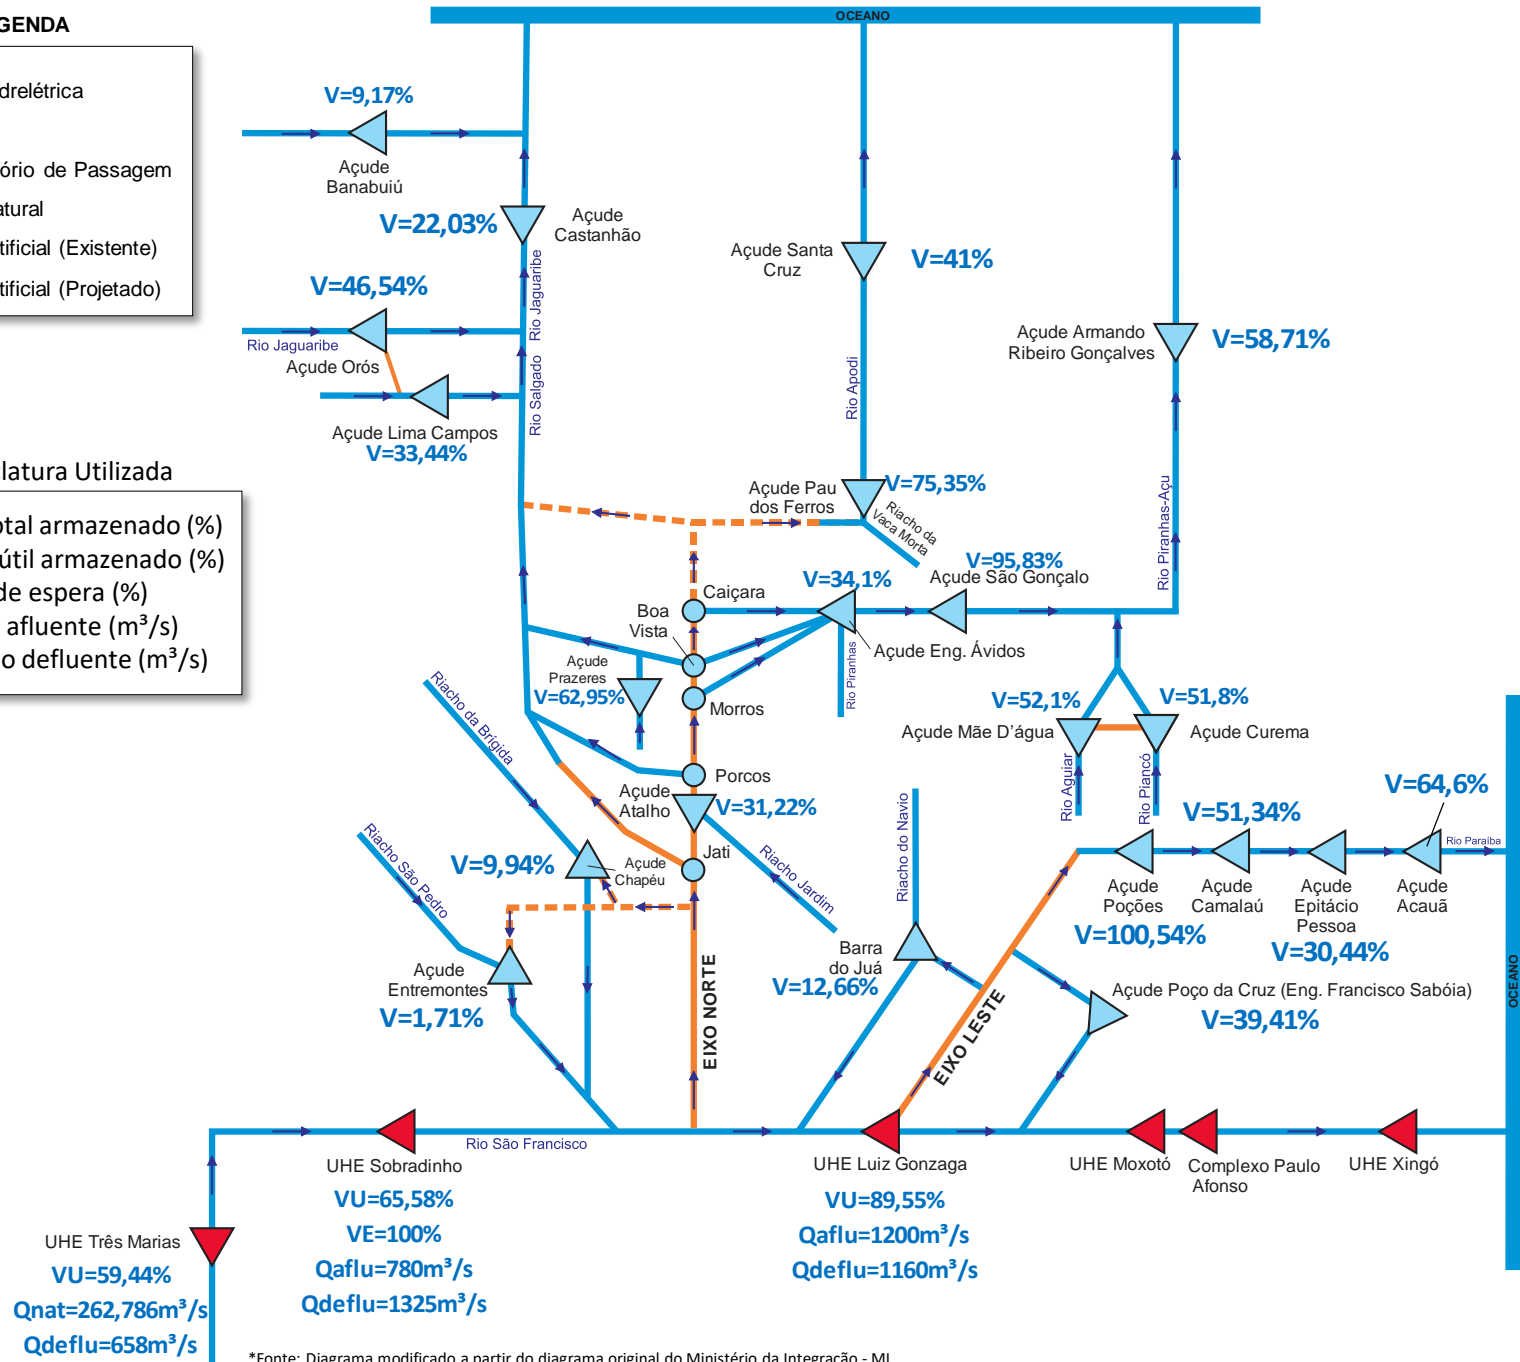 OCEANO
GENDA
drelétrica
ório de Passagem
atural
tificial (Existente)
tificial (Projetado)
V=9,17%
Açude
Banabuiú
V=22,03%
Açude
Castanhão
Rio Jaguaribe
V=46,54%
Rio Jaguaribe
Açude Orós
Rio Salgado
Açude Lima Campos
V=33,44%
Açude Santa
Cruz
V=41%
Rio Apodi
Açude Armando
Ribeiro Gonçalves
V=58,71%
Rio Piranhas-Açu
clatura Utilizada
otal armazenado (%)
útil armazenado (%)
de espera (%)
afluente (m³/s)
o defluente (m³/s)
Açude Pau
dos Ferros
V=75,35%
Riacho da
Vaca Morta
V=95,83%
Açude São Gonçalo
V=34,1%
Caiçara
Boa
Vista
Açude Eng. Ávidos
Rio Piranhas
Açude
Prazeres
V=62,95%
Morros
Riacho da Brígida
V=52,1%
V=51,8%
Açude Mãe D'água
Açude Curema
Rio Aguiar
Rio Piancó
Porcos
Açude
Atalho
V=31,22%
Riacho do Navio
V=64,6%
V=51,34%
Rio Paraíba
Riacho São Pedro
V=9,94%
Açude
Chapéu
Jati
Riacho Jardim
Açude
Poções
Açude
Camalaú
Açude
Epitácio
Pessoa
Açude
Acauã
V=100,54%
V=30,44%
Barra
do Juá
V=12,66%
Açude
Entremontes
V=1,71%
EIXO NORTE
EIXO LESTE
Açude Poço da Cruz (Eng. Francisco Sabóia)
V=39,41%
OCEANO
Rio São Francisco
UHE Sobradinho
VU=65,58%
VE=100%
Qaflu=780m³/s
Qdeflu=1325m³/s
UHE Luiz Gonzaga
VU=89,55%
Qaflu=1200m³/s
Qdeflu=1160m³/s
UHE Moxotó
Complexo Paulo
Afonso
UHE Xingó
UHE Três Marias
VU=59,44%
Qnat=262,786m³/s
Qdeflu=658m³/s
*Fonte: Diagrama modificado a partir do diagrama original do Ministério da Integração - MI